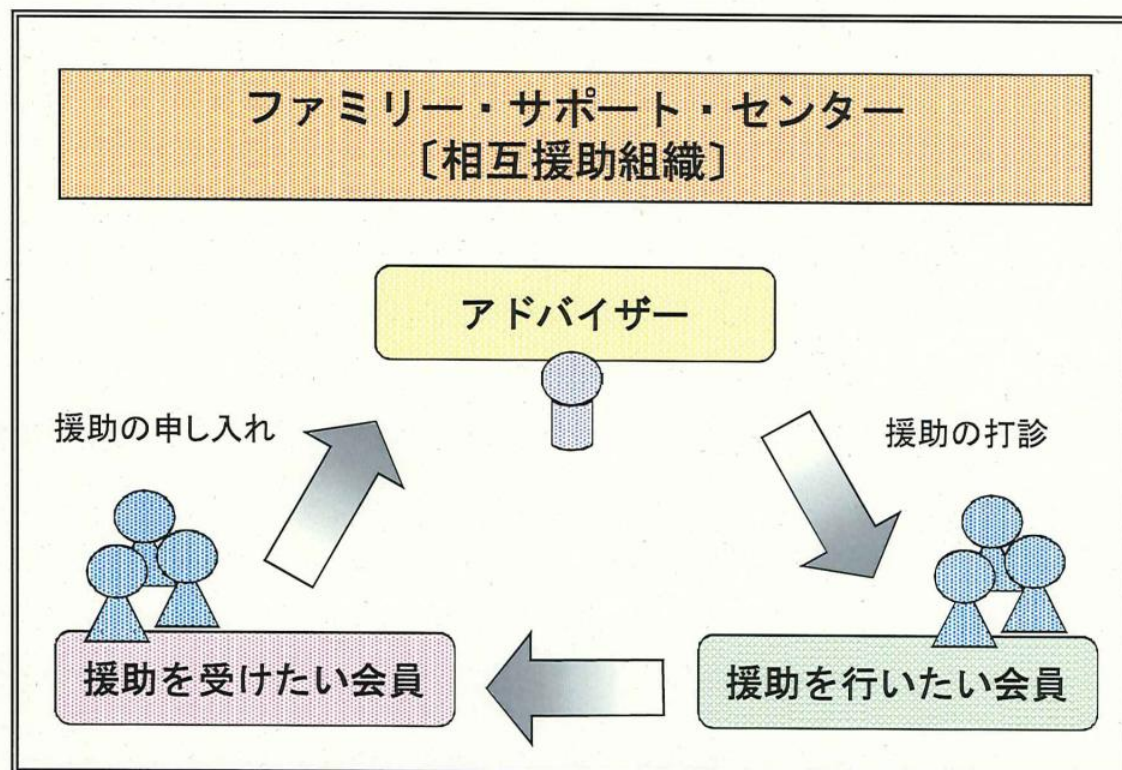 ファミリー・サポート・センター
〔相互援助組織〕
アドバイザー
援助の申し入れ
援助の打診
援助を受けたい会員
援助を行いたい会員